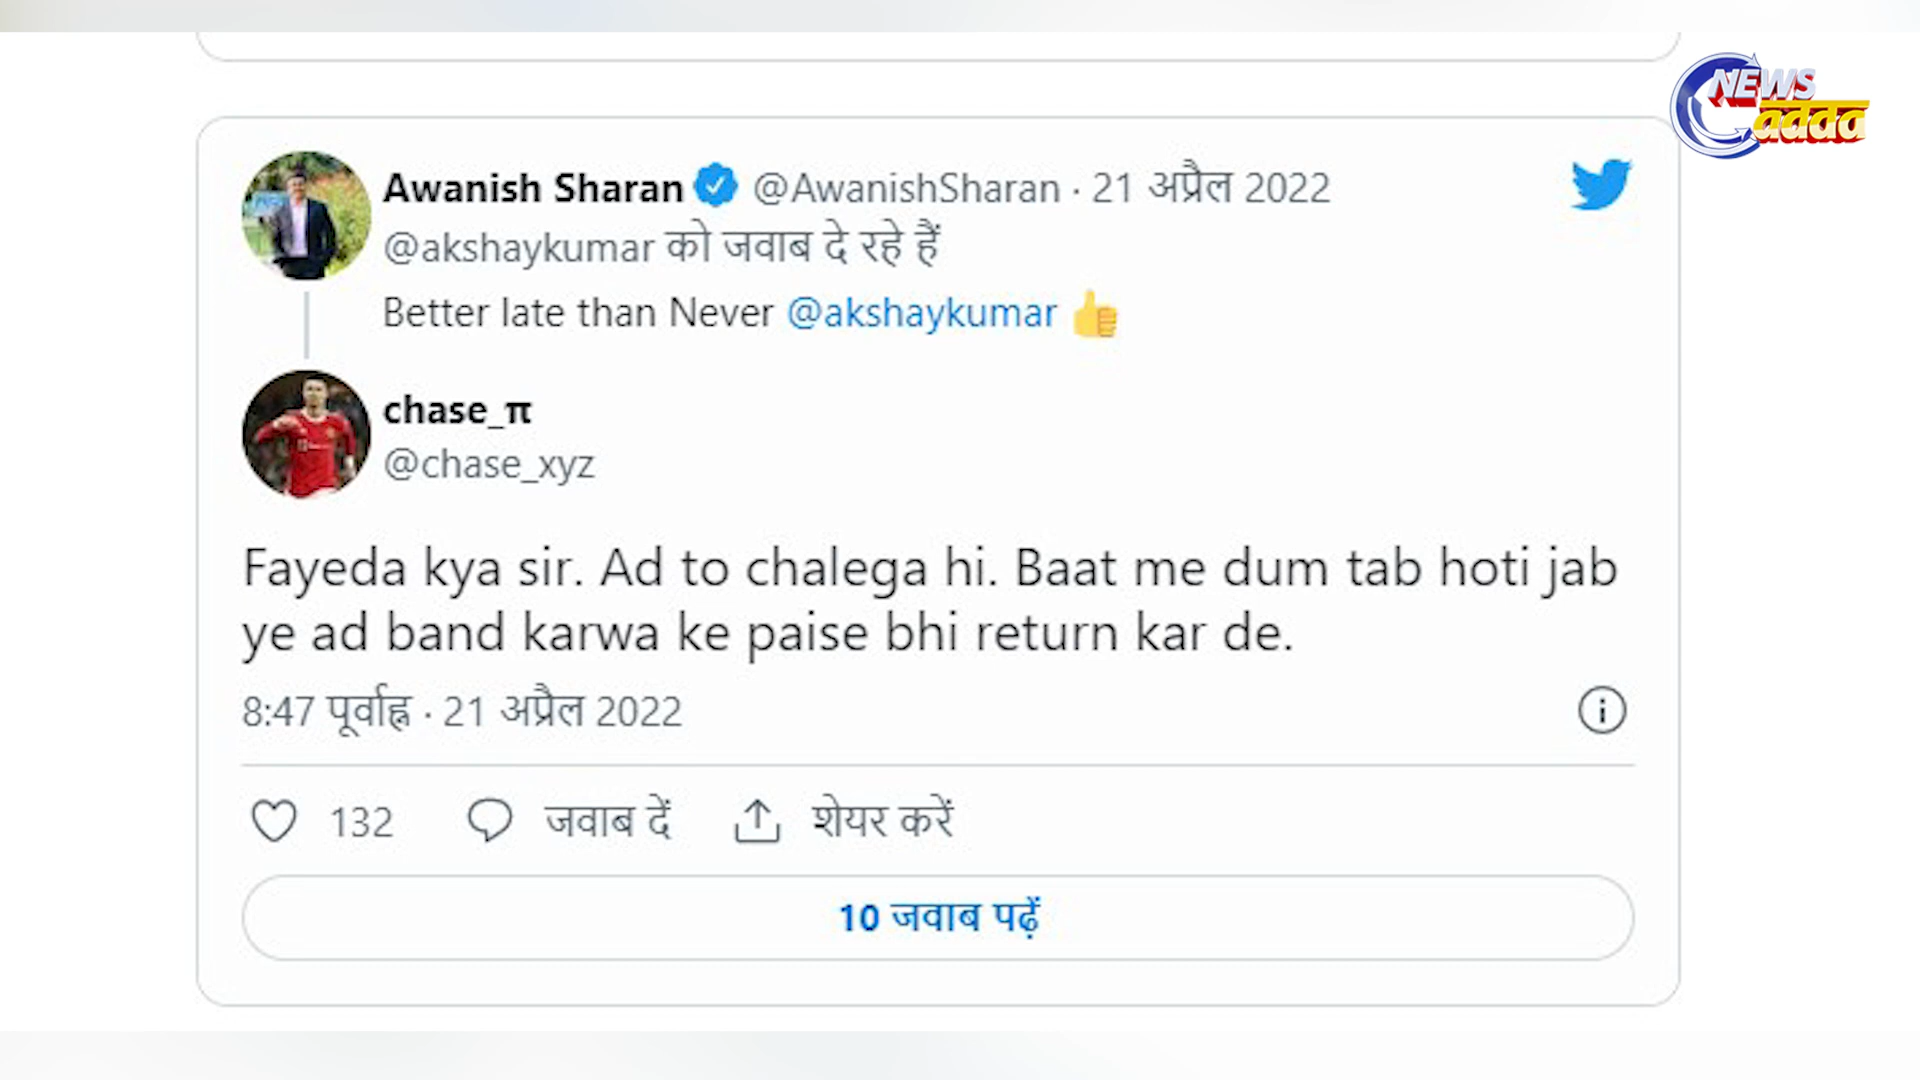 NEWS
adda
Awanish Sharan @AwanishSharan · 21 अप्रैल 2022
@akshaykumar को जवाब दे रहे हैं
Better late than Never @akshaykumar 👍
chase_π
@chase_xyz
Fayeda kya sir. Ad to chalega hi. Baat me dum tab hoti jab
ye ad band karwa ke paise bhi return kar de.
8:47 पूर्वाह्न · 21 अप्रैल 2022
132 जवाब दें शेयर करें
10 जवाब पढ़ें